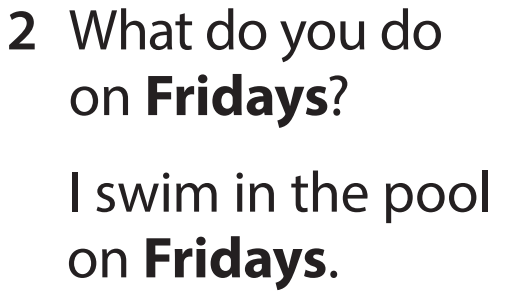 2 What do you do
on Fridays?
I swim in the pool
on Fridays.